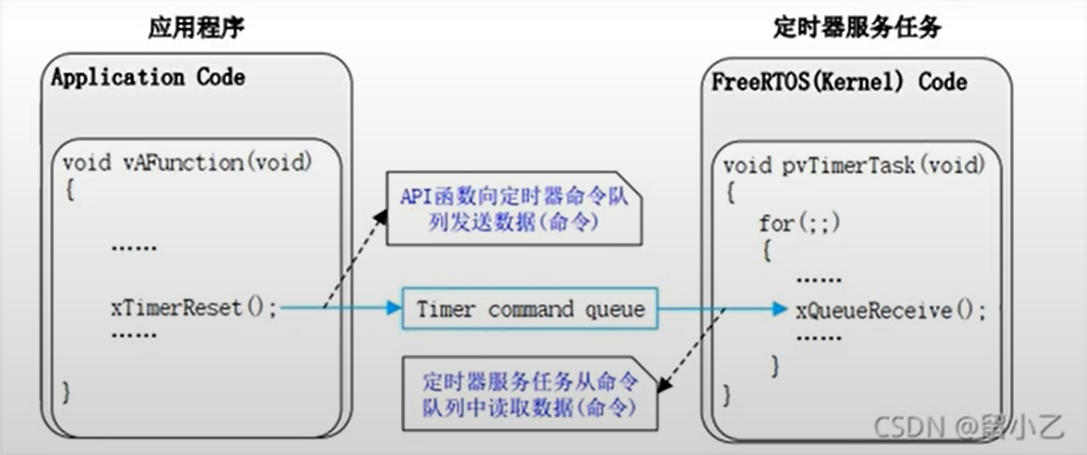 应用程序
定时器服务任务
Application Code
void vAFunction(void)
{
......
xTimerReset();
......
}
API函数向定时器命令队
列发送数据(命令)
Timer command queue
定时器服务任务从命令
队列中读取数据(命令)
FreeRTOS(Kernel) Code
void pvTimerTask(void)
{
for(;;)
{
......
xQueueReceive();
......
}
}
CSDN @留小乙